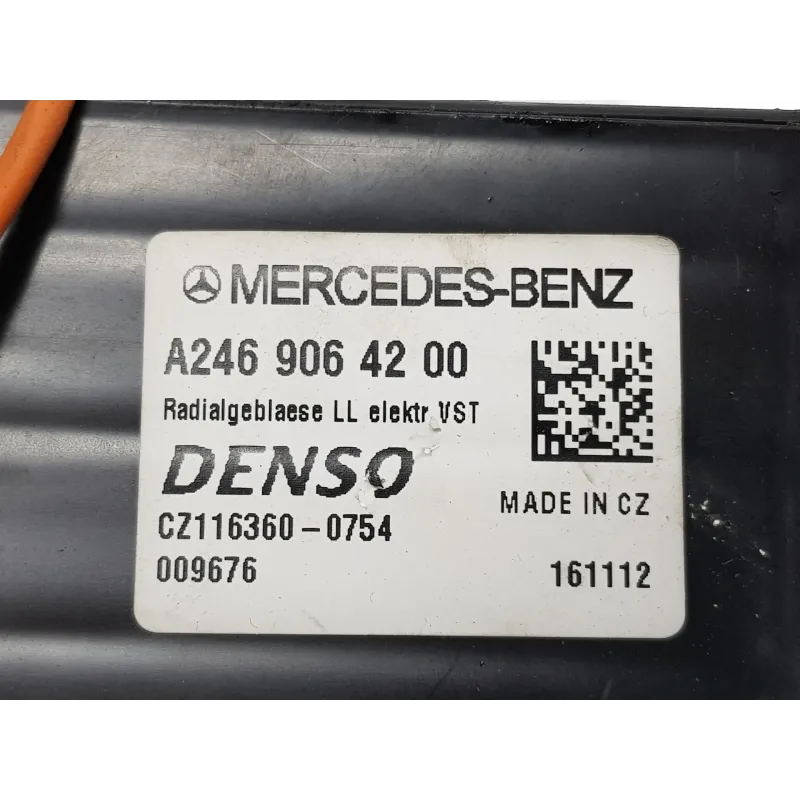 MERCEDES-BENZ
A246 906 42 00
Radialgeblaese LL elektr VST
DENSO
CZ116360-0754
MADE IN CZ
009676
161112